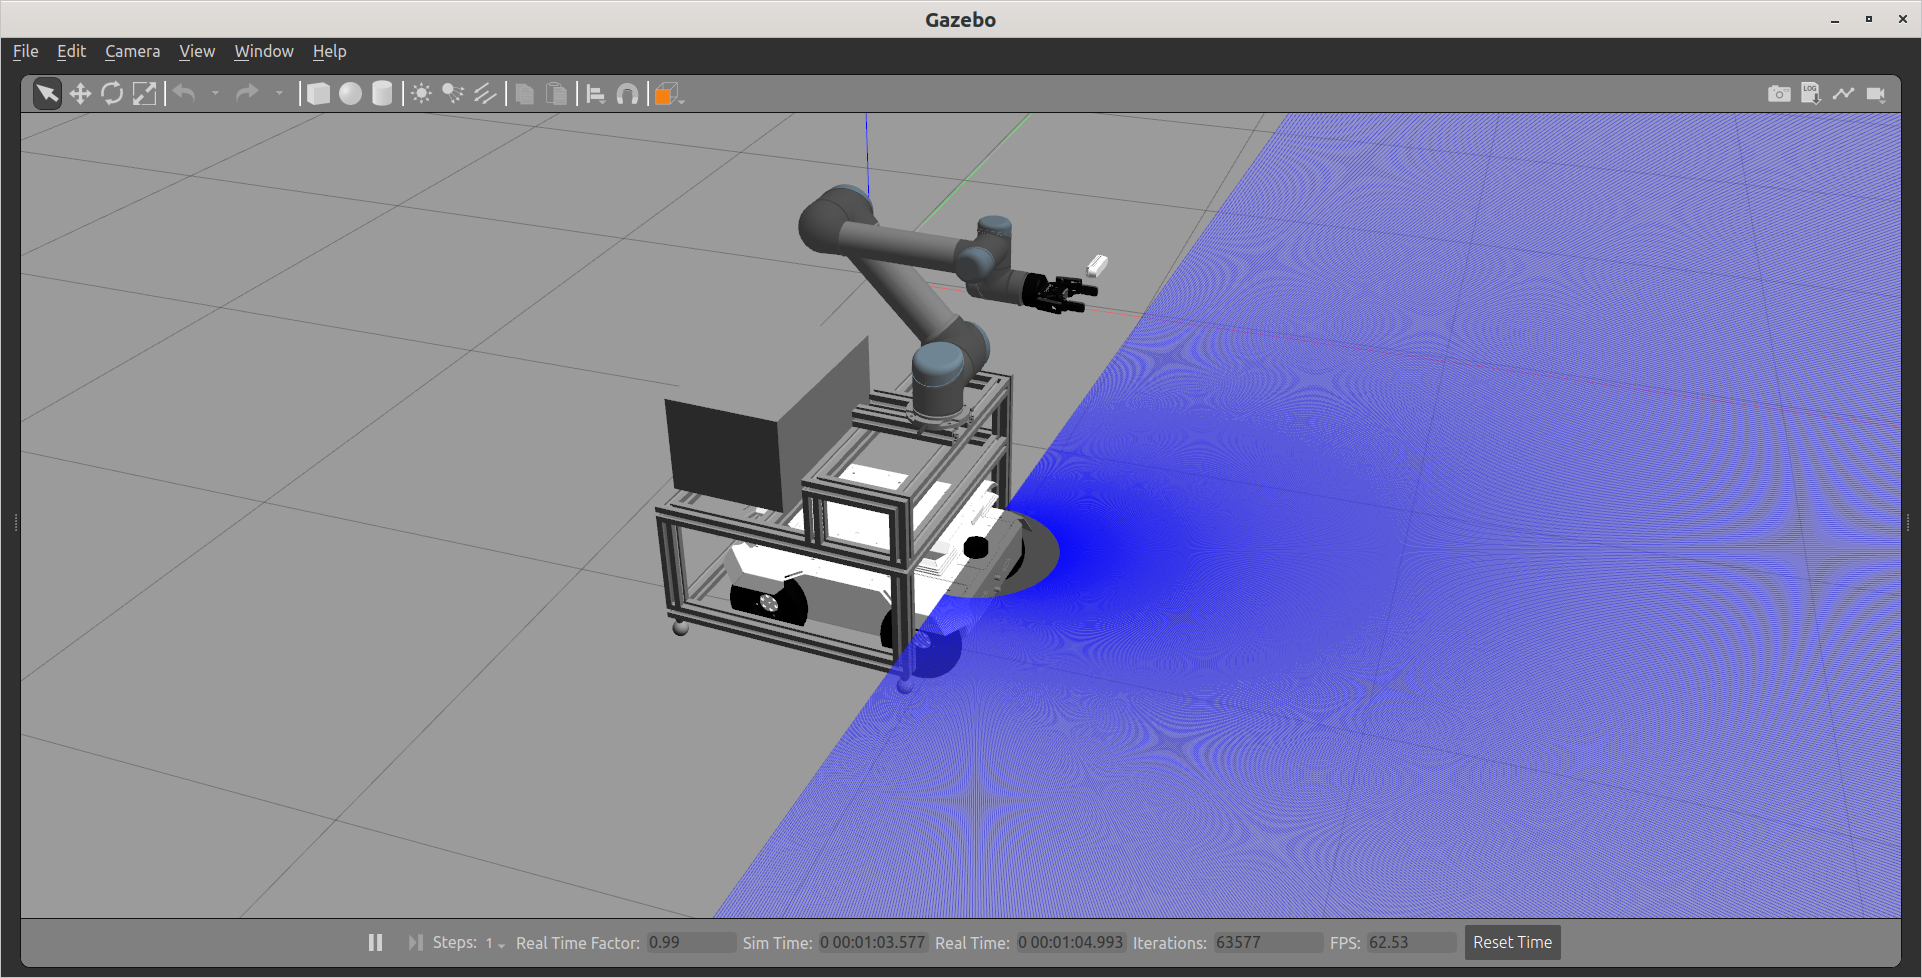 Gazebo
File Edit Camera View Window Help
LOG
Steps: 1 Real Time Factor: 0.99 Sim Time: 0 00:01:03.577 Real Time: 0 00:01:04.993 Iterations: 63577 FPS: 62.53 Reset Time